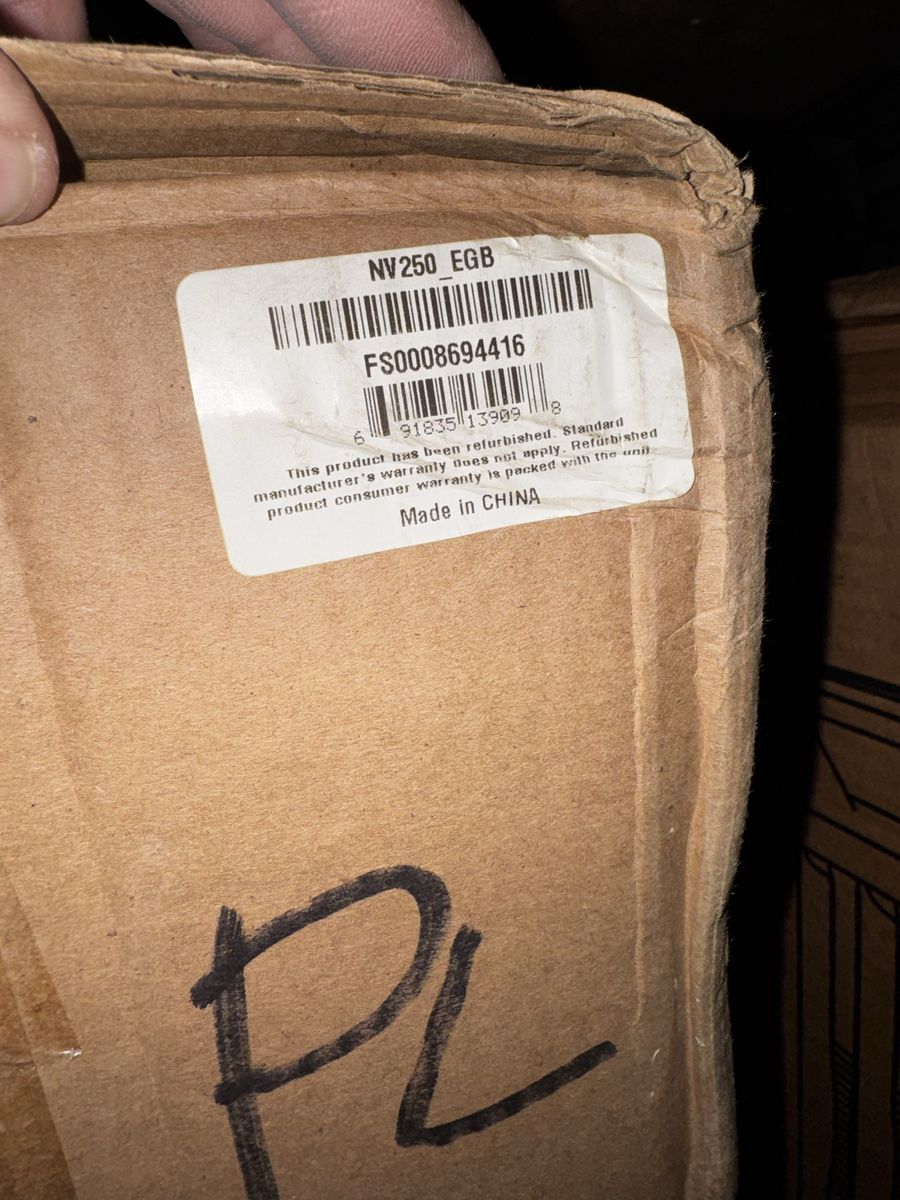 NV250_EGB
FS0008694416
6 91835 13909 8
This product has been refurbished. Standard
manufacturer's warranty does not apply. Refurbished
product consumer warranty is packed with the unit
Made in CHINA
PL